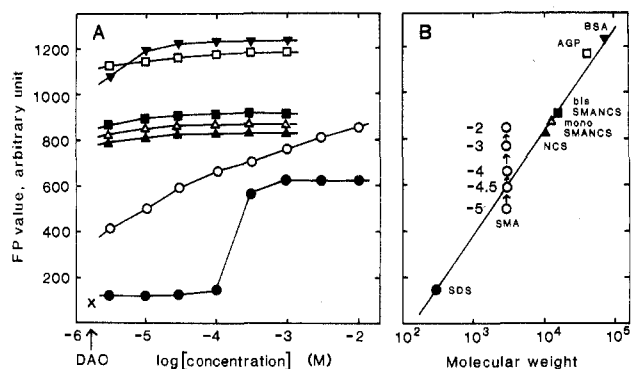 A
FP value, arbitrary unit
1200
1000
800
600
400
200
x
-6
-5
-4
-3
-2
DAO
log[concentration] (M)
B
BSA
AGP
bis
SMANCS
mono
SMANCS
NCS
-2
-3
-4
-4.5
-5
SMA
SDS
10²
10³
10⁴
10⁵
Molecular weight